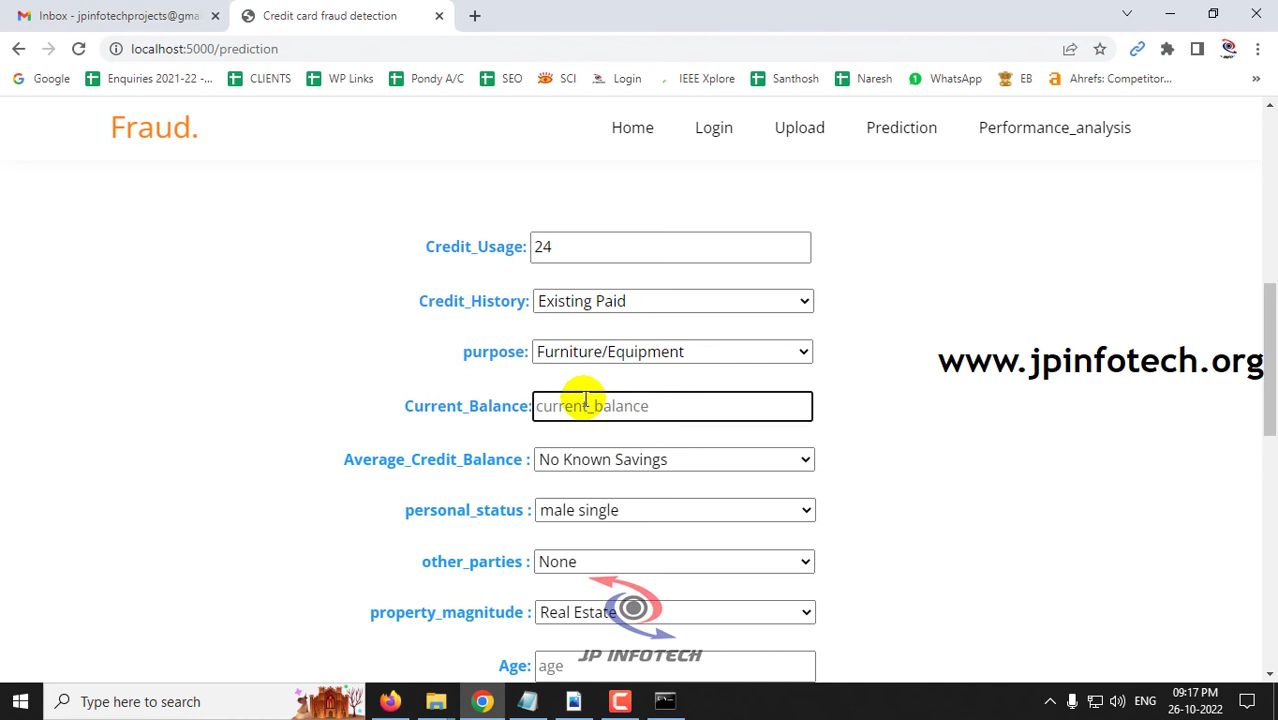 Inbox - jpinfotechprojects@gma
Credit card fraud detection
localhost:5000/prediction
Google
Enquiries 2021-22 -...
CLIENTS
WP Links
Pondy A/C
SEO
SCI
Login
IEEE Xplore
Santhosh
Naresh
WhatsApp
EB
Ahrefs: Competitor...
»
Fraud.
Home
Login
Upload
Prediction
Performance_analysis
Credit_Usage: 24
Credit_History: Existing Paid
purpose: Furniture/Equipment
www.jpinfotech.org
Current_Balance: current_balance
Average_Credit_Balance : No Known Savings
personal_status : male single
other_parties : None
property_magnitude : Real Estate
JP INFOTECH
Age: age
Type here to search
ENG
09:17 PM
26-10-2022